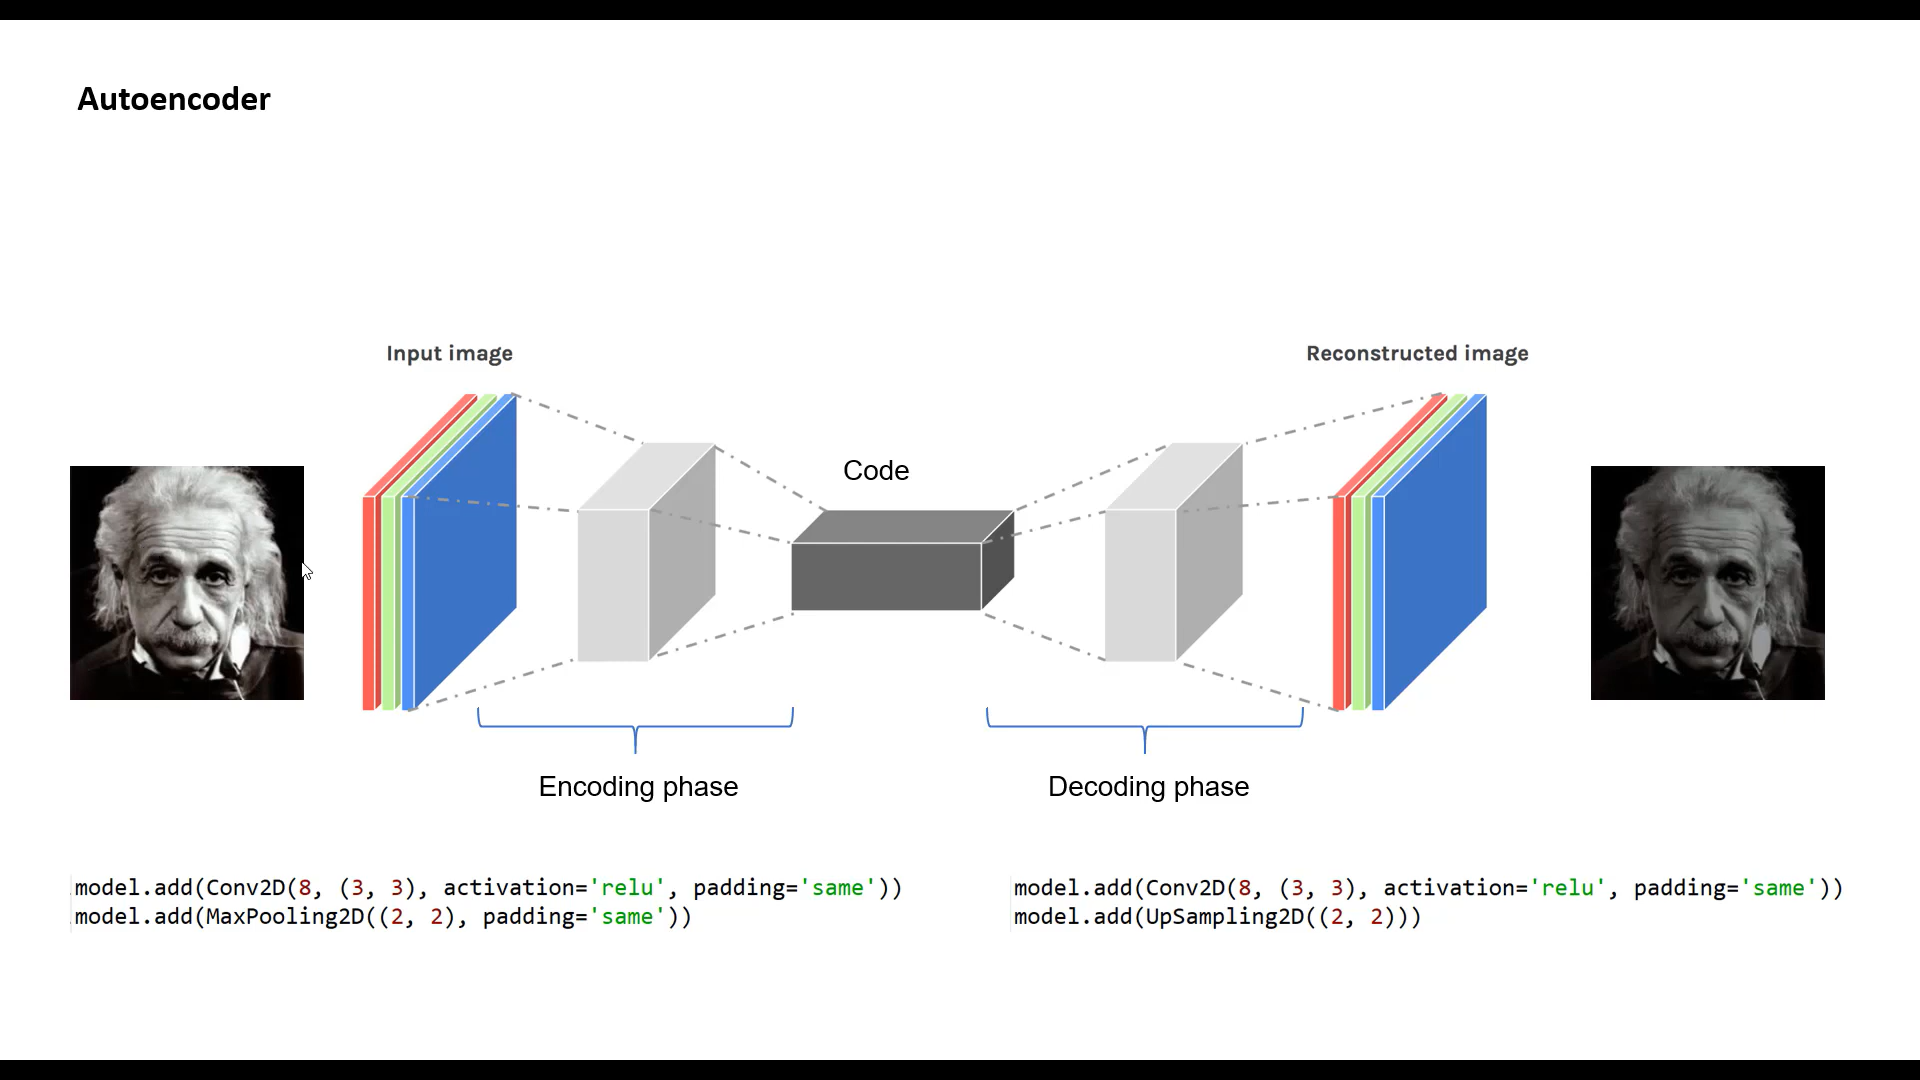 Autoencoder
Input image
Reconstructed image
Code
Encoding phase
Decoding phase
model.add(Conv2D(8, (3, 3), activation='relu', padding='same'))
model.add(MaxPooling2D((2, 2), padding='same'))
model.add(Conv2D(8, (3, 3), activation='relu', padding='same'))
model.add(UpSampling2D((2, 2)))